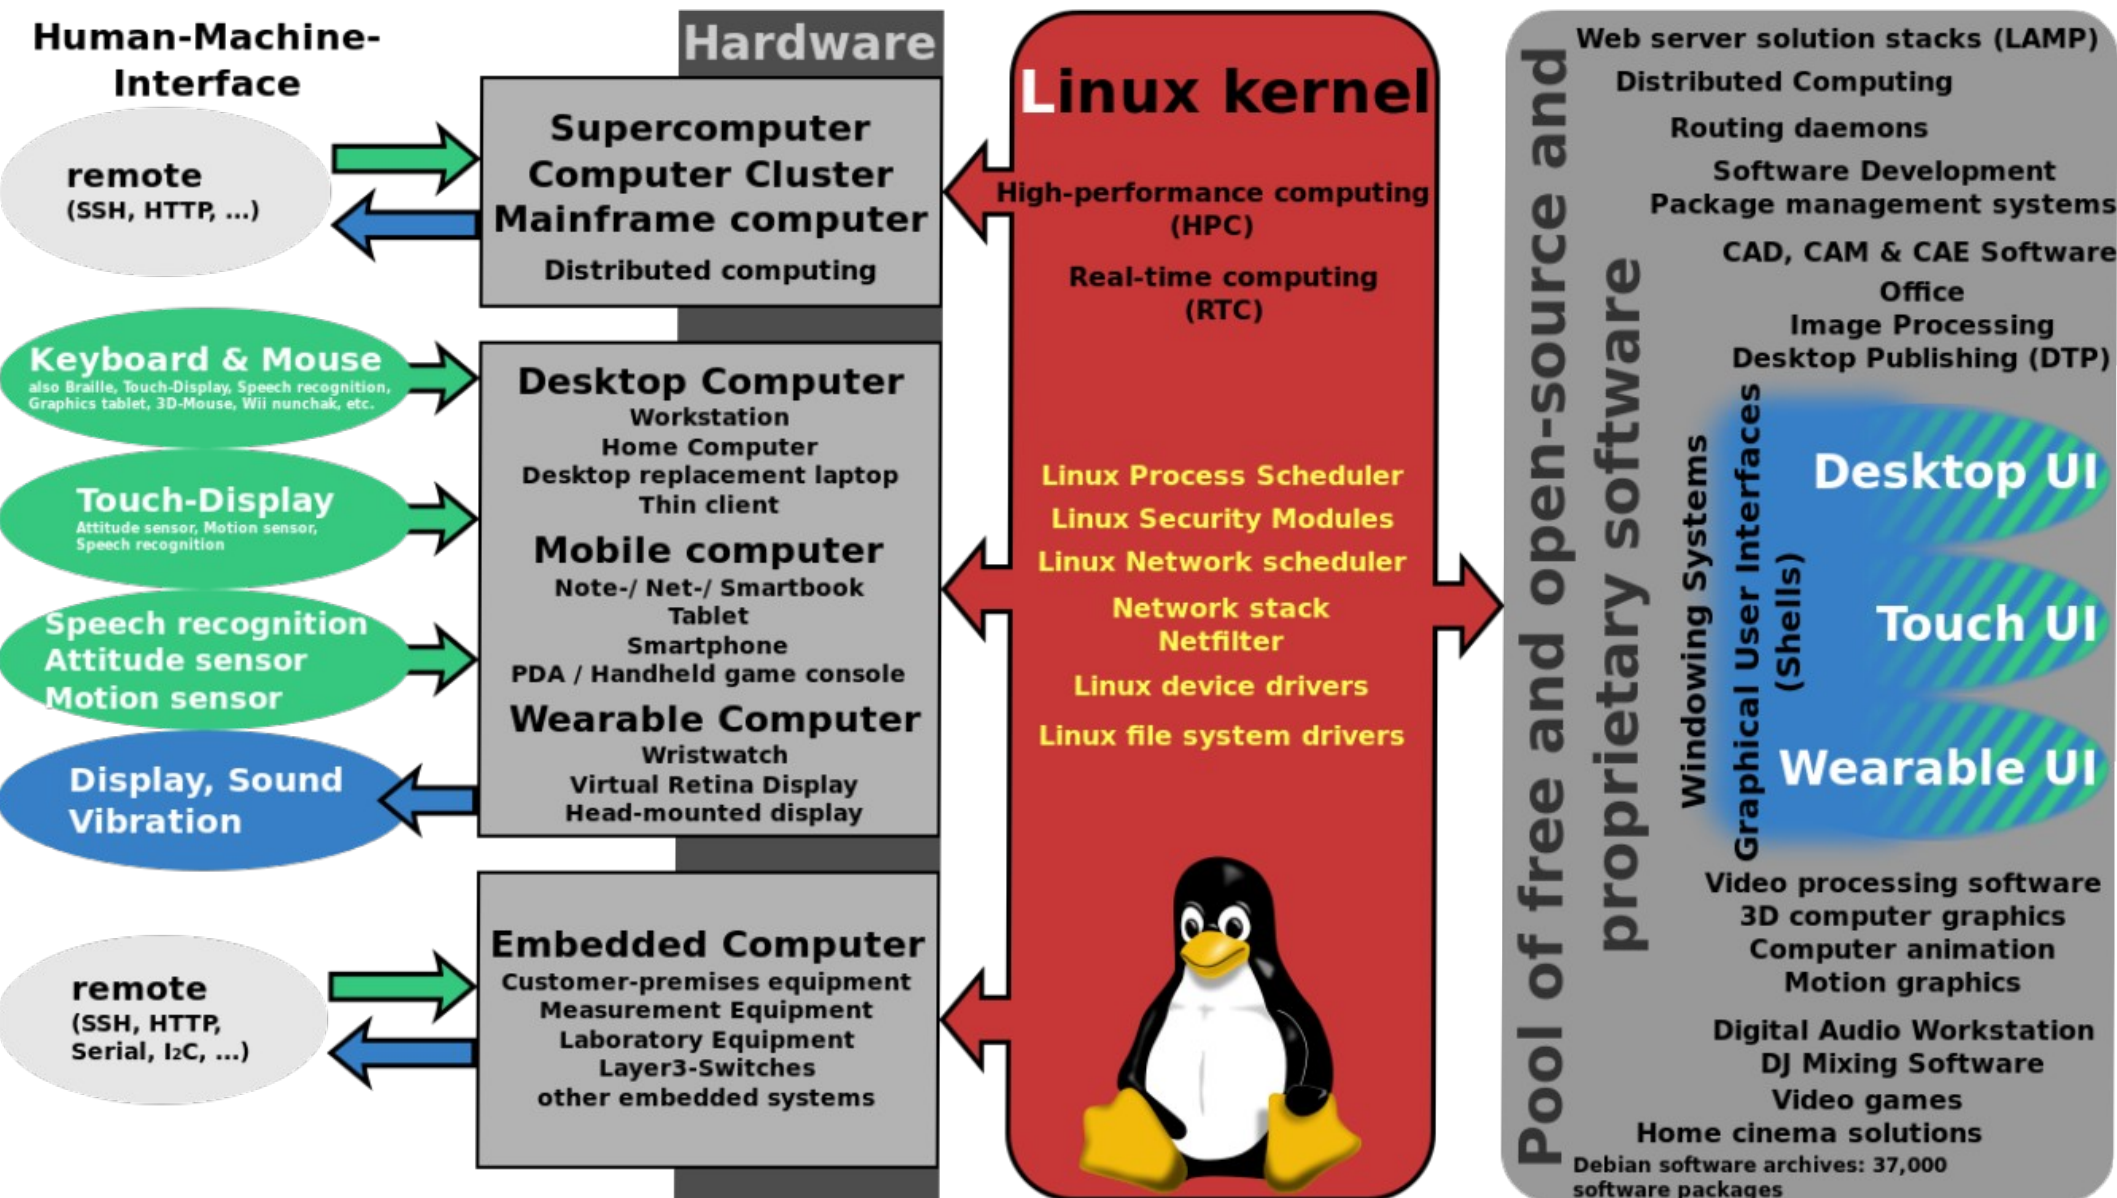 Human-Machine-
Interface
remote
(SSH, HTTP, ...)
Keyboard & Mouse
also Braille, Touch-Display, Speech recognition,
Graphics tablet, 3D-Mouse, Wii nunchak, etc.
Touch-Display
Attitude sensor, Motion sensor,
Speech recognition
Speech recognition
Attitude sensor
Motion sensor
Display, Sound
Vibration
remote
(SSH, HTTP,
Serial, I2C, ...)
Hardware
Supercomputer
Computer Cluster
Mainframe computer
Distributed computing
Desktop Computer
Workstation
Home Computer
Desktop replacement laptop
Thin client
Mobile computer
Note-/ Net-/ Smartbook
Tablet
Smartphone
PDA / Handheld game console
Wearable Computer
Wristwatch
Virtual Retina Display
Head-mounted display
Embedded Computer
Customer-premises equipment
Measurement Equipment
Laboratory Equipment
Layer3-Switches
other embedded systems
Linux kernel
High-performance computing
(HPC)
Real-time computing
(RTC)
Linux Process Scheduler
Linux Security Modules
Linux Network scheduler
Network stack
Netfilter
Linux device drivers
Linux file system drivers
Pool of free and open-source and
proprietary software
Web server solution stacks (LAMP)
Distributed Computing
Routing daemons
Software Development
Package management systems
CAD, CAM & CAE Software
Office
Image Processing
Desktop Publishing (DTP)
Windowing Systems
Graphical User Interfaces
(Shells)
Desktop UI
Touch UI
Wearable UI
Video processing software
3D computer graphics
Computer animation
Motion graphics
Digital Audio Workstation
DJ Mixing Software
Video games
Home cinema solutions
Debian software archives: 37,000
software packages